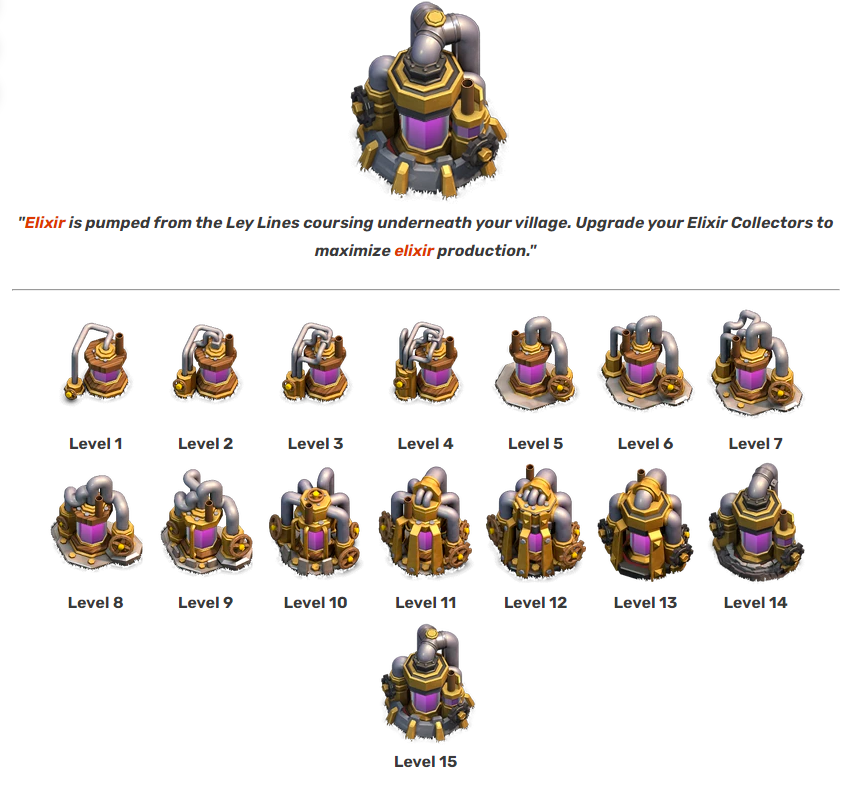 "Elixir is pumped from the Ley Lines coursing underneath your village. Upgrade your Elixir Collectors to
maximize elixir production."
Level 1 Level 2 Level 3 Level 4 Level 5 Level 6 Level 7
Level 8 Level 9 Level 10 Level 11 Level 12 Level 13 Level 14
Level 15